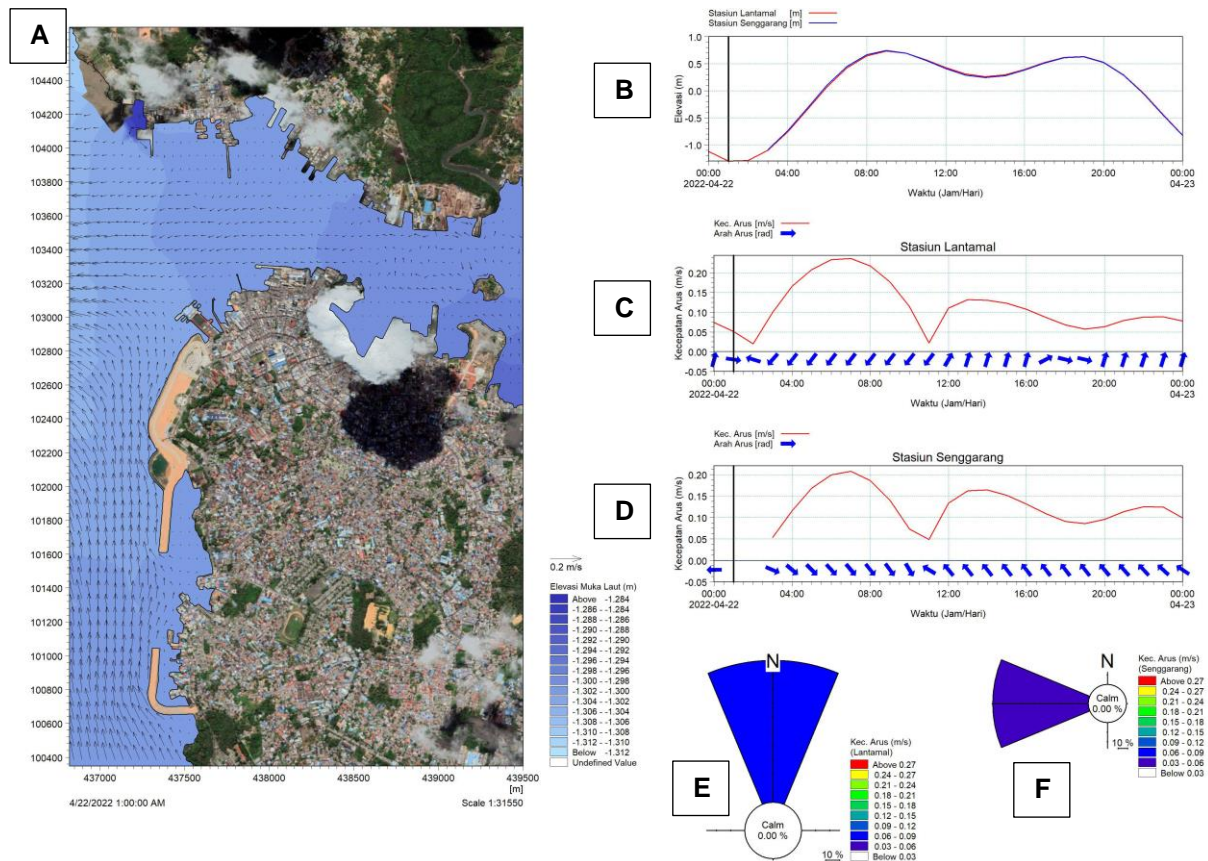 A
104400
104200
104000
103800
103600
103400
103200
103000
102800
102600
102400
102200
102000
101800
101600
101400
101200
101000
100800
100600
100400
437000 437500 438000 438500 439000 439500
[m]
4/22/2022 1:00:00 AM
Scale 1:31550
0.2 m/s
Elevasi Muka Laut (m)
Above -1.284
-1.286 - -1.284
-1.288 - -1.286
-1.290 - -1.288
-1.292 - -1.290
-1.294 - -1.292
-1.296 - -1.294
-1.298 - -1.296
-1.300 - -1.298
-1.302 - -1.300
-1.304 - -1.302
-1.306 - -1.304
-1.308 - -1.306
-1.310 - -1.308
-1.312 - -1.310
Below -1.312
Undefined Value
B
Stasiun Lantamal [m]
Stasiun Senggarang [m]
Elevasi (m)
1.0
0.5
0.0
-0.5
-1.0
00:00 04:00 08:00 12:00 16:00 20:00 00:00
2022-04-22 04-23
Waktu (Jam/Hari)
C
Kec. Arus [m/s]
Arah Arus [rad]
Stasiun Lantamal
Kecepatan Arus (m/s)
0.20
0.15
0.10
0.05
0.00
-0.05
00:00 04:00 08:00 12:00 16:00 20:00 00:00
2022-04-22 04-23
Waktu (Jam/Hari)
D
Kec. Arus [m/s]
Arah Arus [rad]
Stasiun Senggarang
Kecepatan Arus (m/s)
0.20
0.15
0.10
0.05
0.00
-0.05
00:00 04:00 08:00 12:00 16:00 20:00 00:00
2022-04-22 04-23
Waktu (Jam/Hari)
E
N
Calm
0.00 %
10 %
Kec. Arus (m/s)
(Lantamal)
Above 0.27
0.24 - 0.27
0.21 - 0.24
0.18 - 0.21
0.15 - 0.18
0.12 - 0.15
0.09 - 0.12
0.06 - 0.09
0.03 - 0.06
Below 0.03
F
N
Calm
0.00 %
10 %
Kec. Arus (m/s)
(Senggarang)
Above 0.27
0.24 - 0.27
0.21 - 0.24
0.18 - 0.21
0.15 - 0.18
0.12 - 0.15
0.09 - 0.12
0.06 - 0.09
0.03 - 0.06
Below 0.03